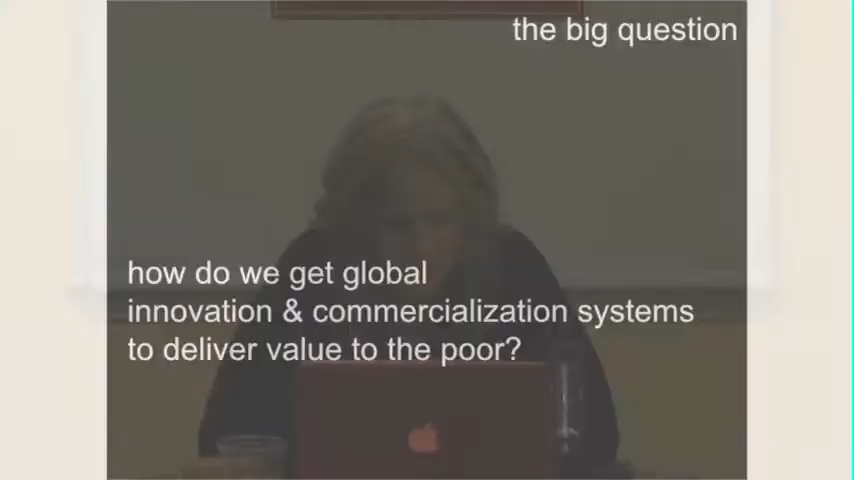 the big question
how do we get global
innovation & commercialization systems
to deliver value to the poor?